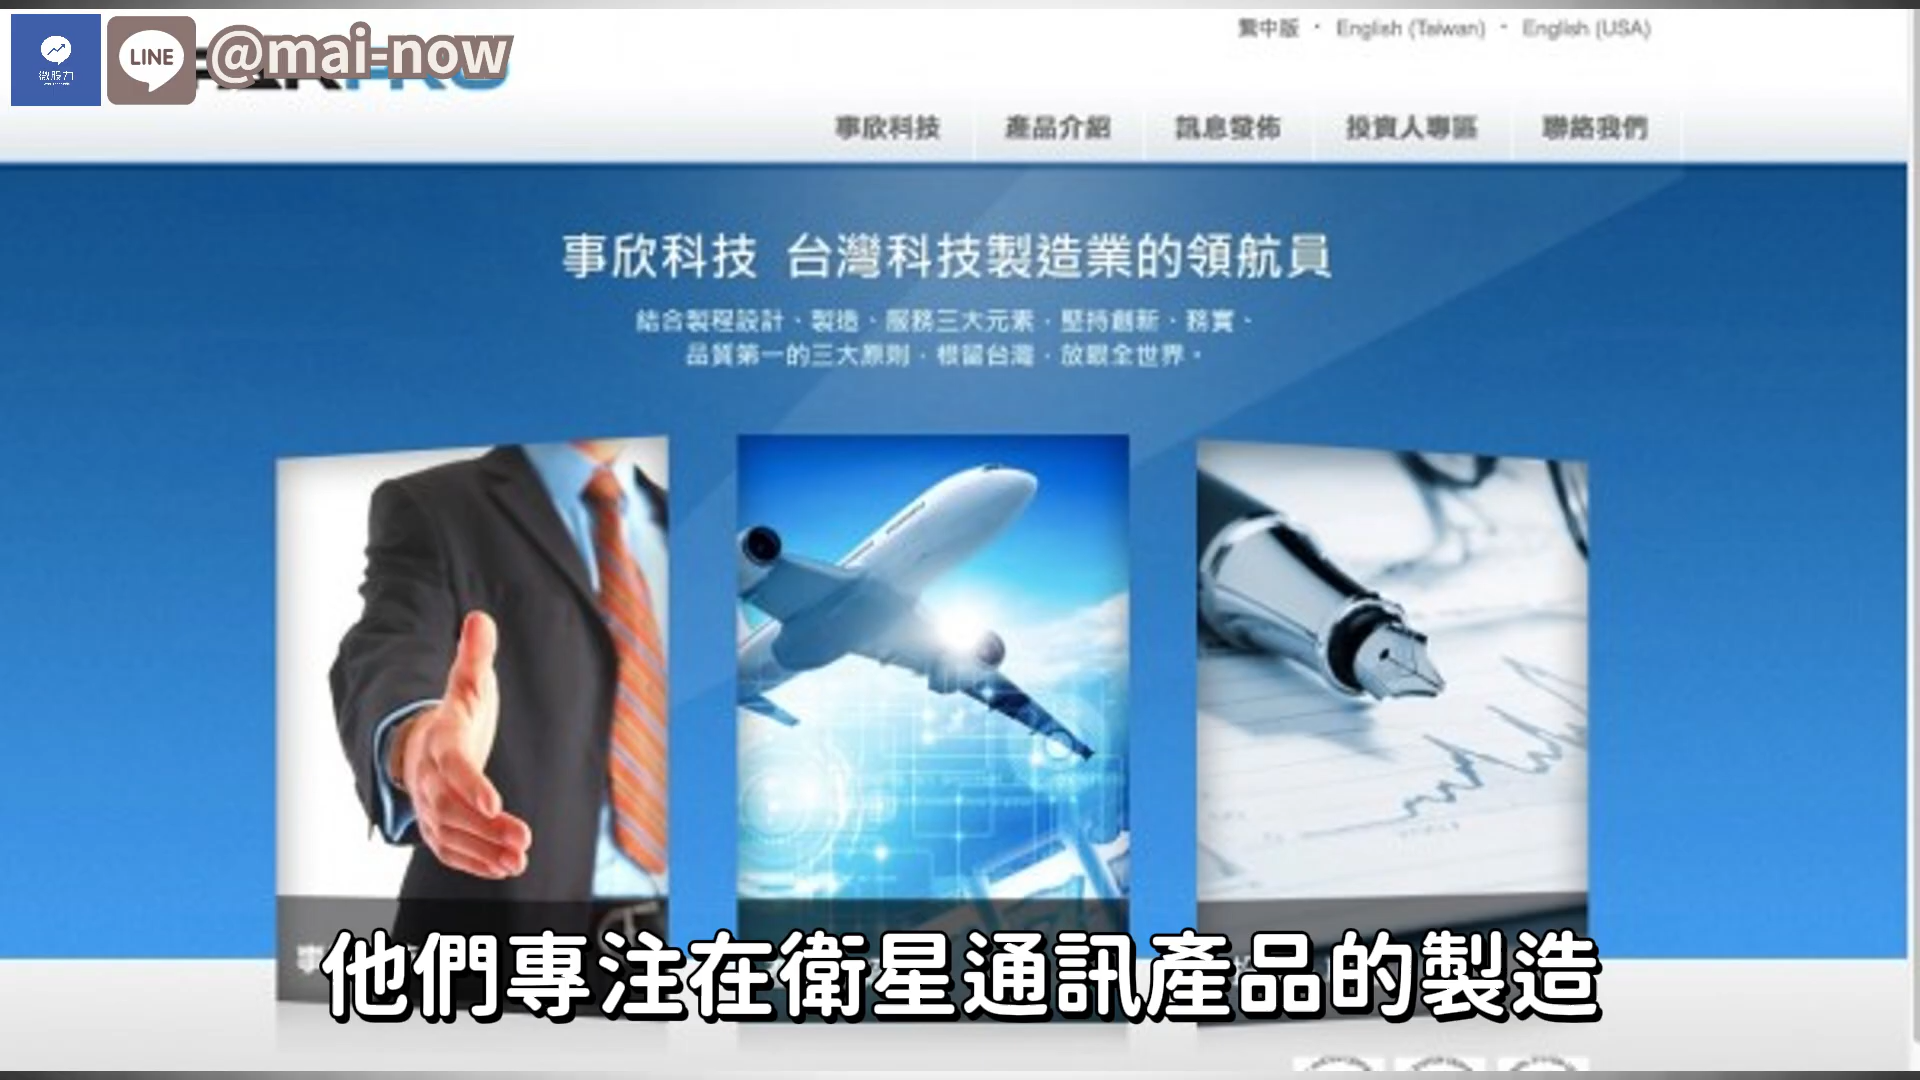 微股力
LINE
@mai-now
繁中版 · English (Taiwan) · English (USA)
事欣科技
產品介紹
訊息發佈
投資人專區
聯絡我們
事欣科技 台灣科技製造業的領航員
結合製程設計、製造、服務三大元素,堅持創新、務實、
品質第一的三大原則,根留台灣,放眼全世界。
他們專注在衛星通訊產品的製造